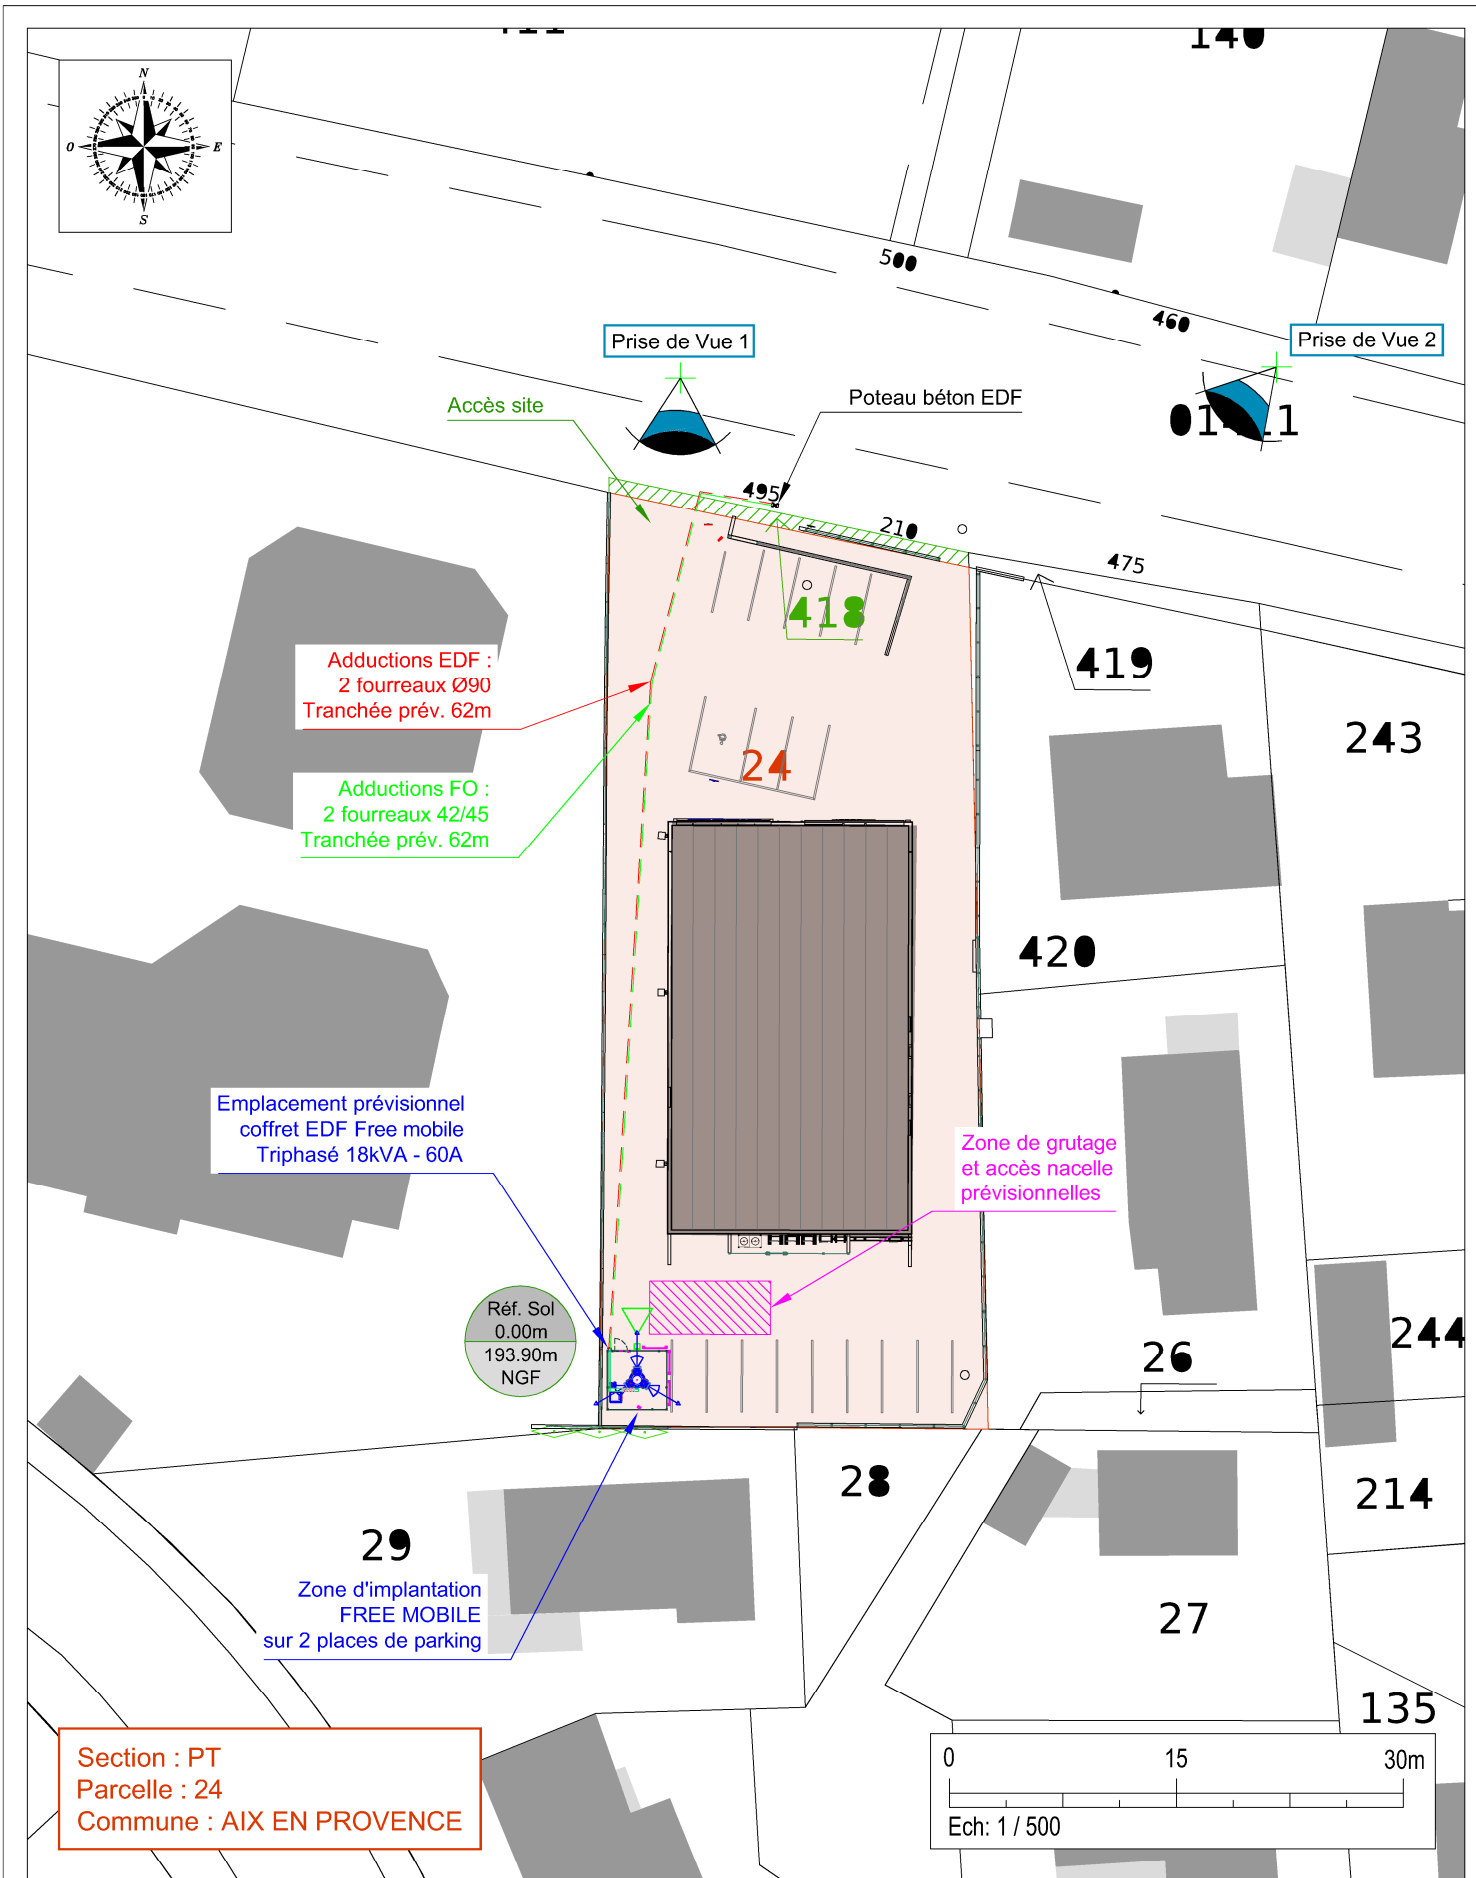 140
N
O
E
S
500
460
Prise de Vue 1
Prise de Vue 2
Accès site
Poteau béton EDF
495
210
475
418
419
Adductions EDF :
2 fourreaux Ø90
Tranchée prév. 62m
24
243
Adductions FO :
2 fourreaux 42/45
Tranchée prév. 62m
420
Emplacement prévisionnel
coffret EDF Free mobile
Triphasé 18kVA - 60A
Zone de grutage
et accès nacelle
prévisionnelles
Réf. Sol
0.00m
193.90m
NGF
244
26
28
214
29
Zone d'implantation
FREE MOBILE
sur 2 places de parking
27
135
Section : PT
Parcelle : 24
Commune : AIX EN PROVENCE
0 15 30m
Ech: 1 / 500